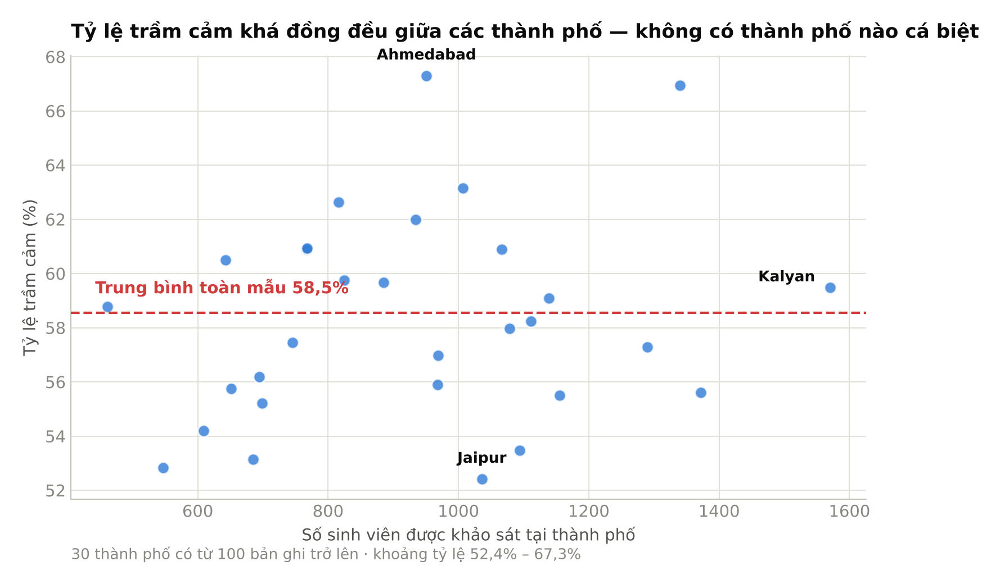 Tỷ lệ trầm cảm khá đồng đều giữa các thành phố — không có thành phố nào cá biệt
Ahmedabad
68
66
64
62
60
58
56
54
52
Tỷ lệ trầm cảm (%)
Trung bình toàn mẫu 58,5%
Kalyan
Jaipur
600 800 1000 1200 1400 1600
Số sinh viên được khảo sát tại thành phố
30 thành phố có từ 100 bản ghi trở lên · khoảng tỷ lệ 52,4% – 67,3%